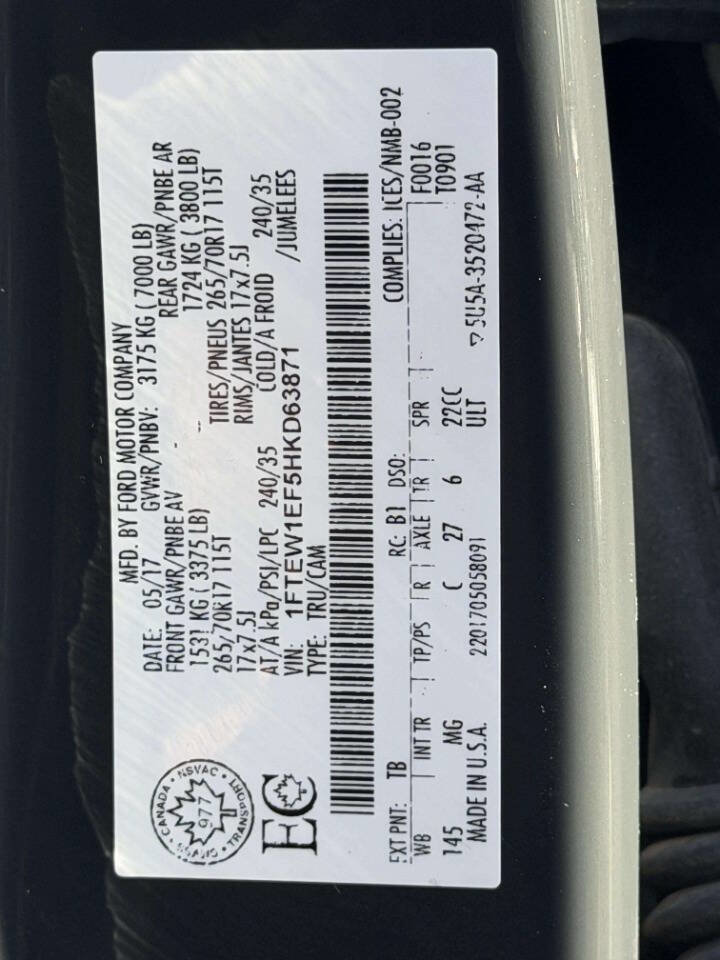 MFD. BY FORD MOTOR COMPANY
DATE: 05/17 GVWR/PNBV: 3175 KG ( 7000 LB)
FRONT GAWR/PNBE AV REAR GAWR/PNBE AR
1531 KG ( 3375 LB) 1724 KG ( 3800 LB)
265/70R17 115T TIRES/PNEUS 265/70R17 115T
17x7.5J RIMS/JANTES 17x7.5J
AT/A kPa/PSI/LPC 240/35 COLD/A FROID 240/35
VIN: 1FTEW1EF5HKD63871 /JUMELEES
TYPE: TRU/CAM
CANADA NSVAC TRANSPORT NSVAC
977
EC
EXT PNT: TB RC: B1 DSO: COMPLIES: ICES/NMB-002
WB INT TR TP/PS R AXLE TR SPR F0016
T0901
145 MG C 27 6 22CC
ULT
MADE IN U.S.A. 2201705058091 5U5A-3520472-AA